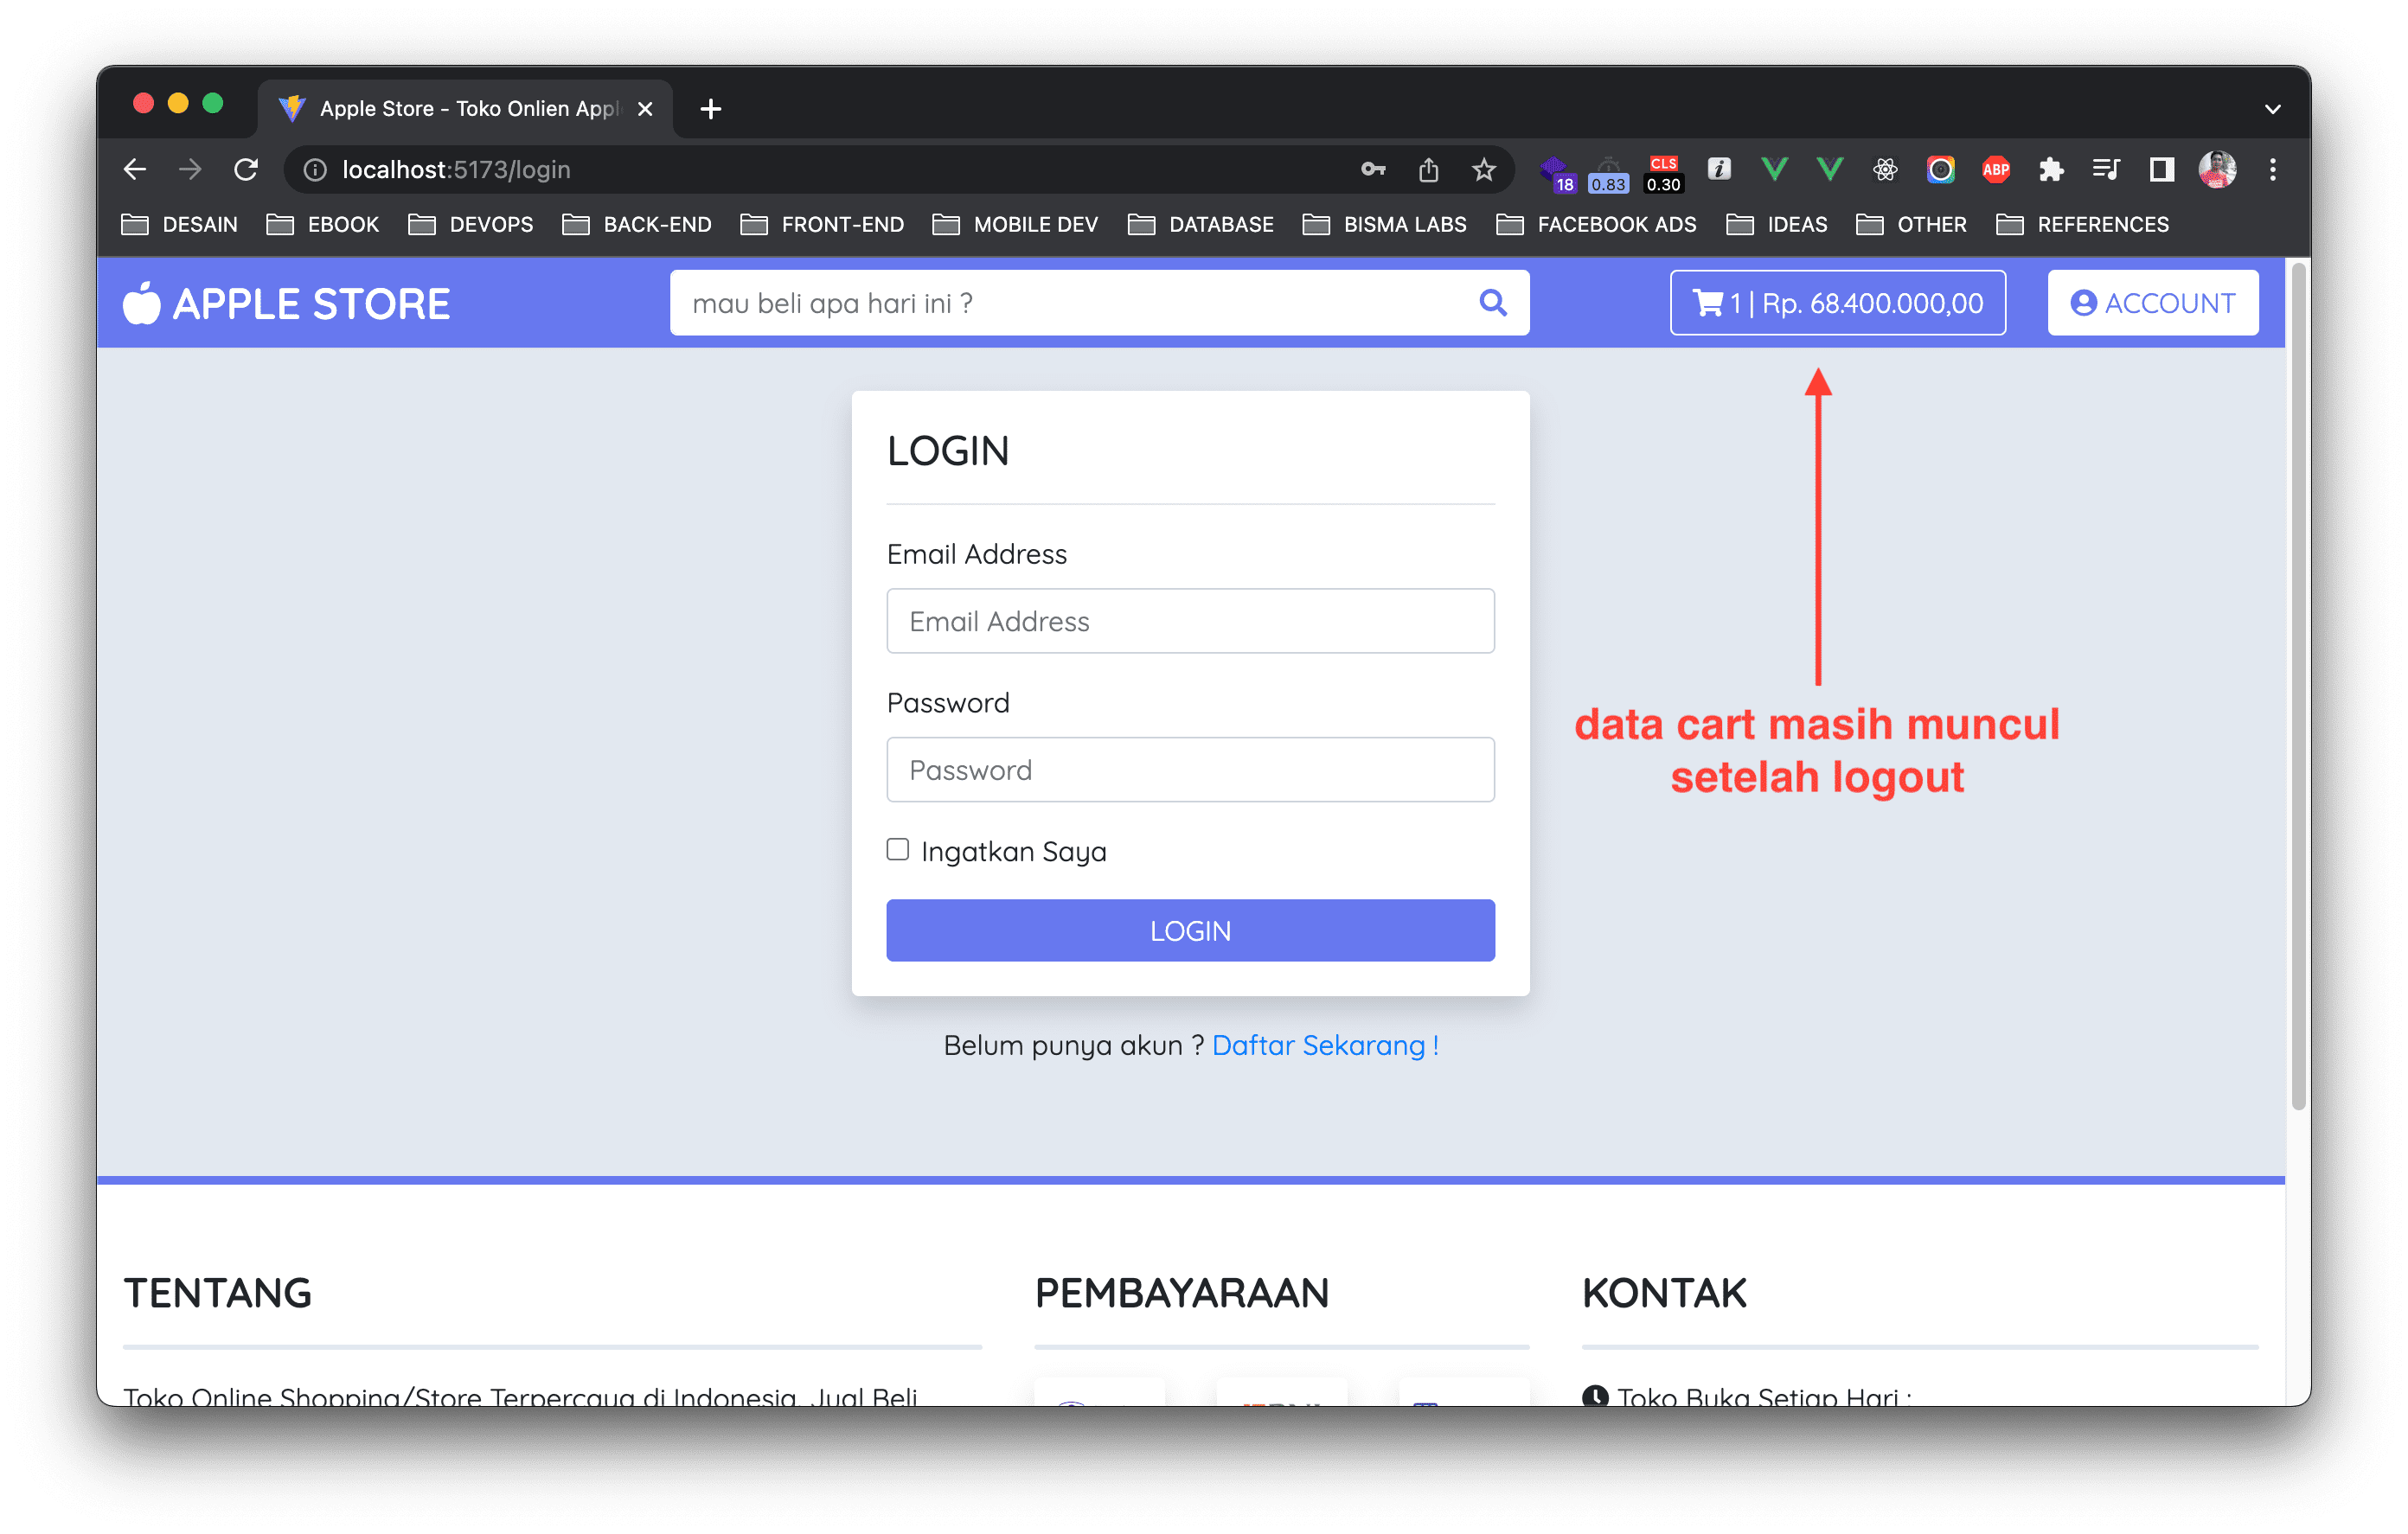 Apple Store - Toko Onlien Appl
localhost:5173/login
18
0.83
CLS
0.30
ABP
DESAIN
EBOOK
DEVOPS
BACK-END
FRONT-END
MOBILE DEV
DATABASE
BISMA LABS
FACEBOOK ADS
IDEAS
OTHER
REFERENCES
APPLE STORE
mau beli apa hari ini ?
1 | Rp. 68.400.000,00
ACCOUNT
LOGIN
Email Address
Email Address
Password
Password
Ingatkan Saya
LOGIN
Belum punya akun ? Daftar Sekarang !
data cart masih muncul
setelah logout
TENTANG
PEMBAYARAAN
KONTAK
Toko Online Shopping/Store Terpercaya di Indonesia. Jual Beli
Toko Buka Setiap Hari :